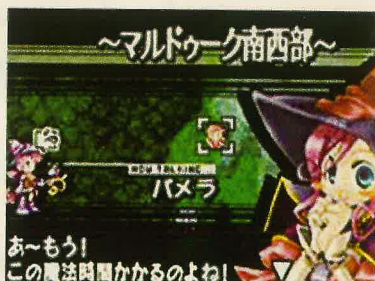 ～マルドゥーク南西部～
パメラ
あ～もう！
この魔法時間かかるのよね！